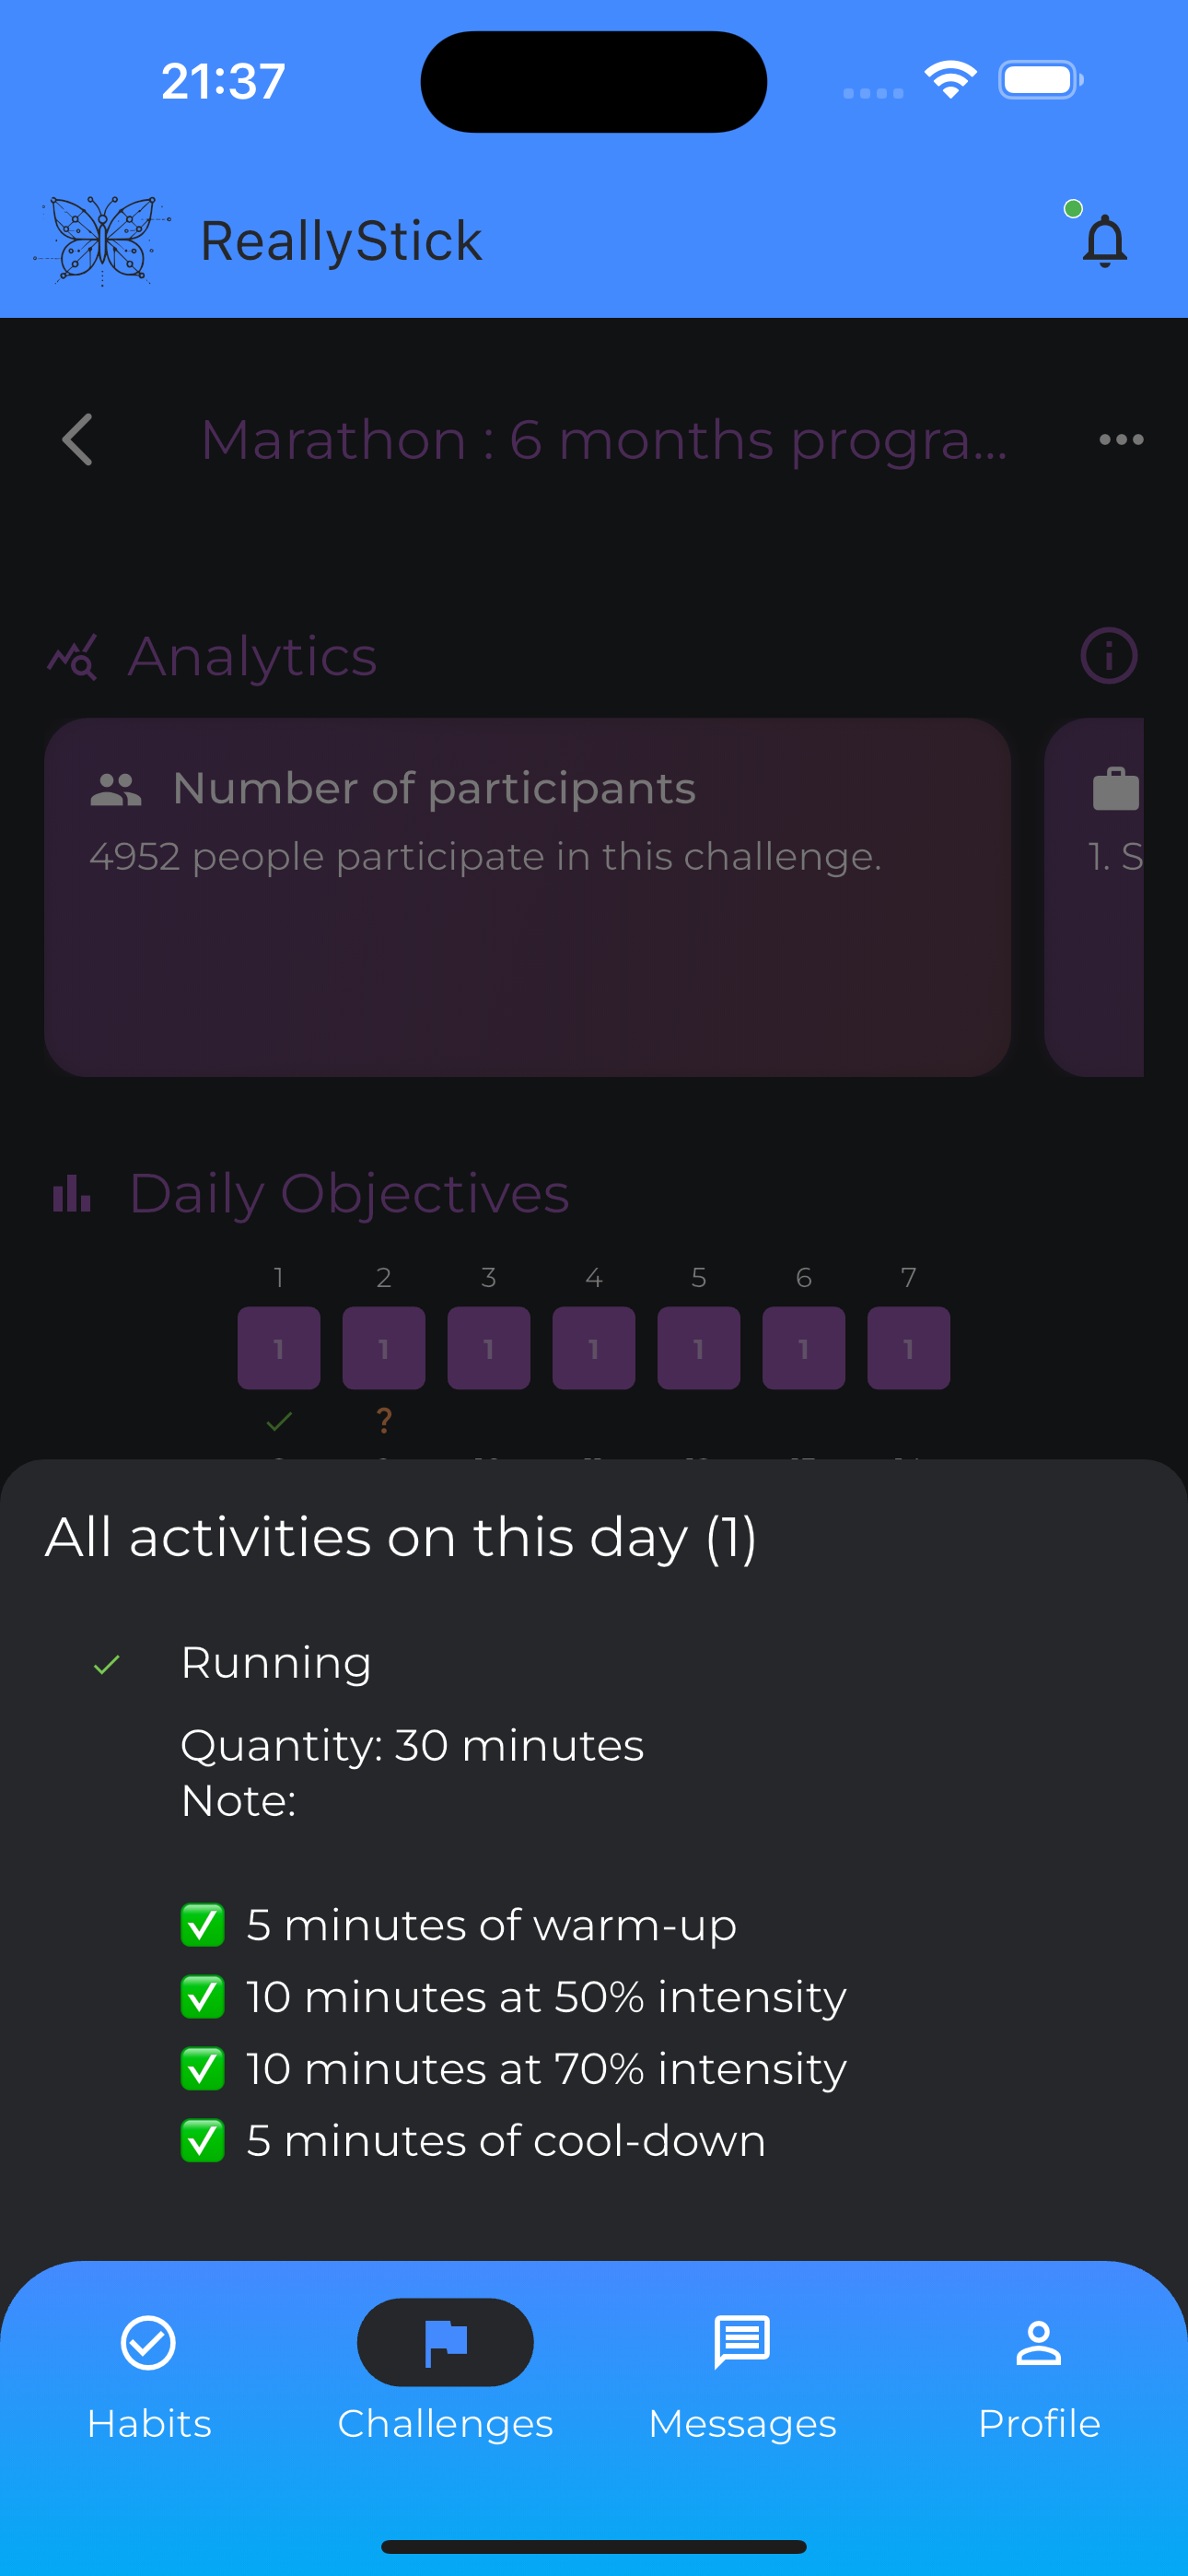 21:37
ReallyStick
Marathon : 6 months progra...
Analytics
Number of participants
4952 people participate in this challenge.
1. S
Daily Objectives
1 2 3 4 5 6 7
1 1 1 1 1 1 1
✓ ?
All activities on this day (1)
✓ Running
Quantity: 30 minutes
Note:
✅ 5 minutes of warm-up
✅ 10 minutes at 50% intensity
✅ 10 minutes at 70% intensity
✅ 5 minutes of cool-down
Habits Challenges Messages Profile